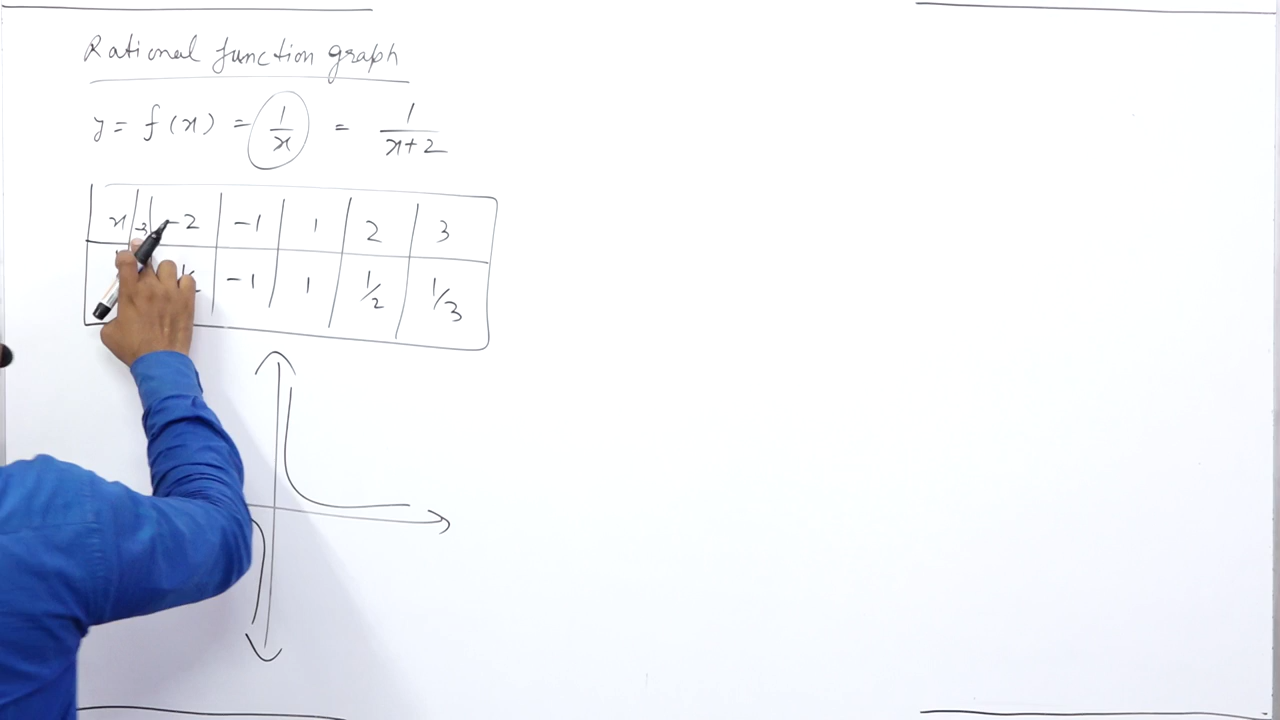 Rational function graph
y = f(x) = 1/x = 1/(x+2)
x -3 -2 -1 1 2 3
-1 1 1/2 1/3